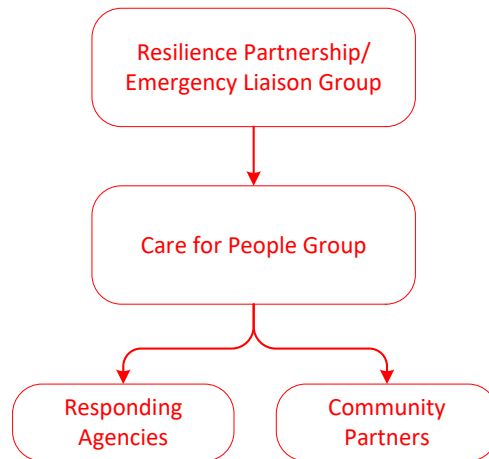 Resilience Partnership/
Emergency Liaison Group
Care for People Group
Responding
Agencies
Community
Partners